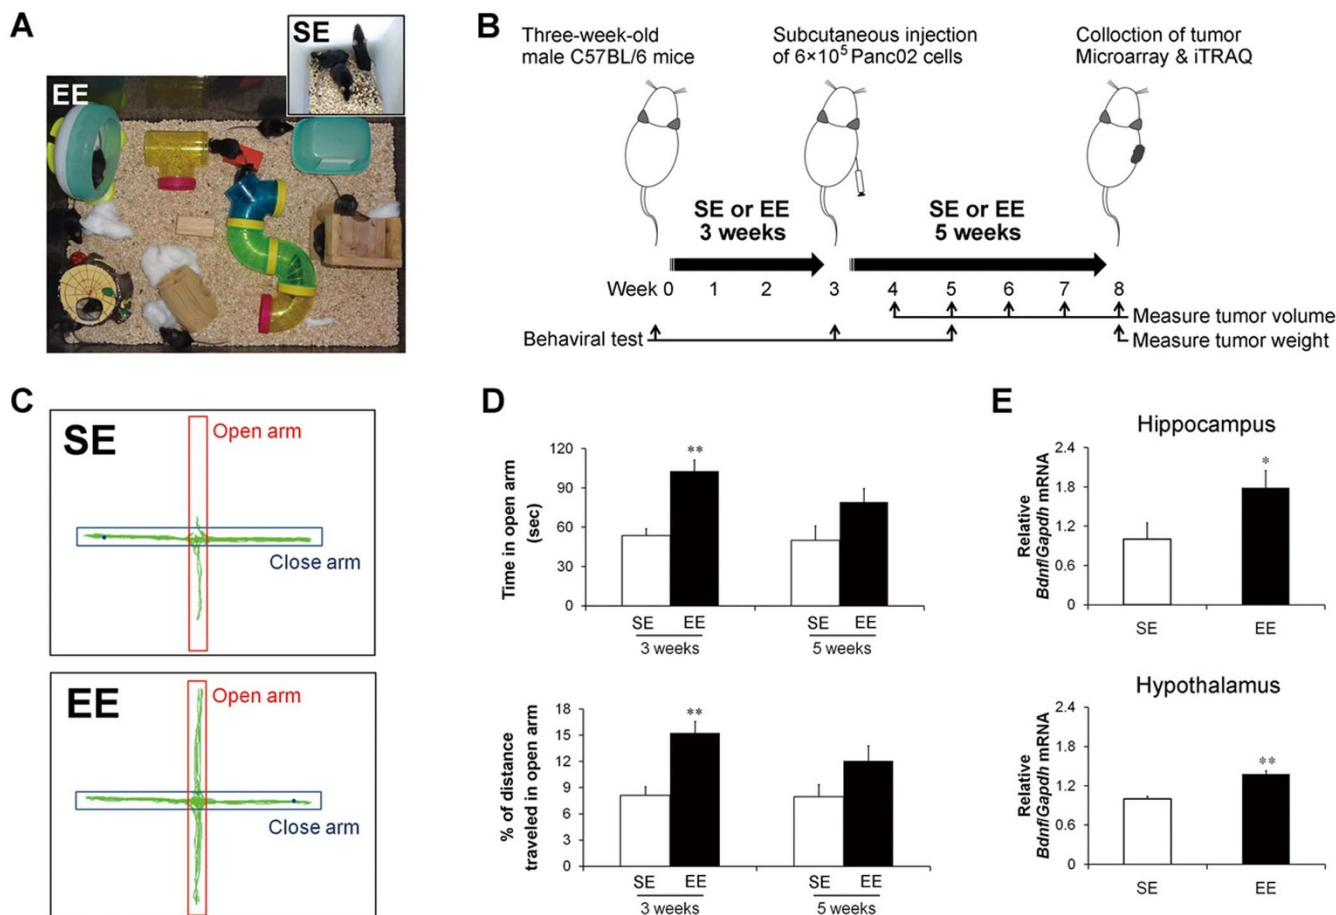 A
EE
SE
B
Three-week-old
male C57BL/6 mice
Subcutaneous injection
of 6×10⁵ Panc02 cells
Colloction of tumor
Microarray & iTRAQ
SE or EE
3 weeks
SE or EE
5 weeks
Week 0 1 2 3 4 5 6 7 8
Measure tumor volume
Behaviral test
Measure tumor weight
C
SE
Open arm
Close arm
EE
Open arm
Close arm
D
Time in open arm
(sec)
120
90
60
30
0
**
SE EE SE EE
3 weeks 5 weeks
% of distance
traveled in open arm
18
15
12
9
6
3
0
**
SE EE SE EE
3 weeks 5 weeks
E
Hippocampus
Relative
Bdnf/Gapdh mRNA
2.4
1.8
1.2
0.6
0
*
SE EE
Hypothalamus
Relative
Bdnf/Gapdh mRNA
2.4
1.8
1.2
0.6
0
**
SE EE